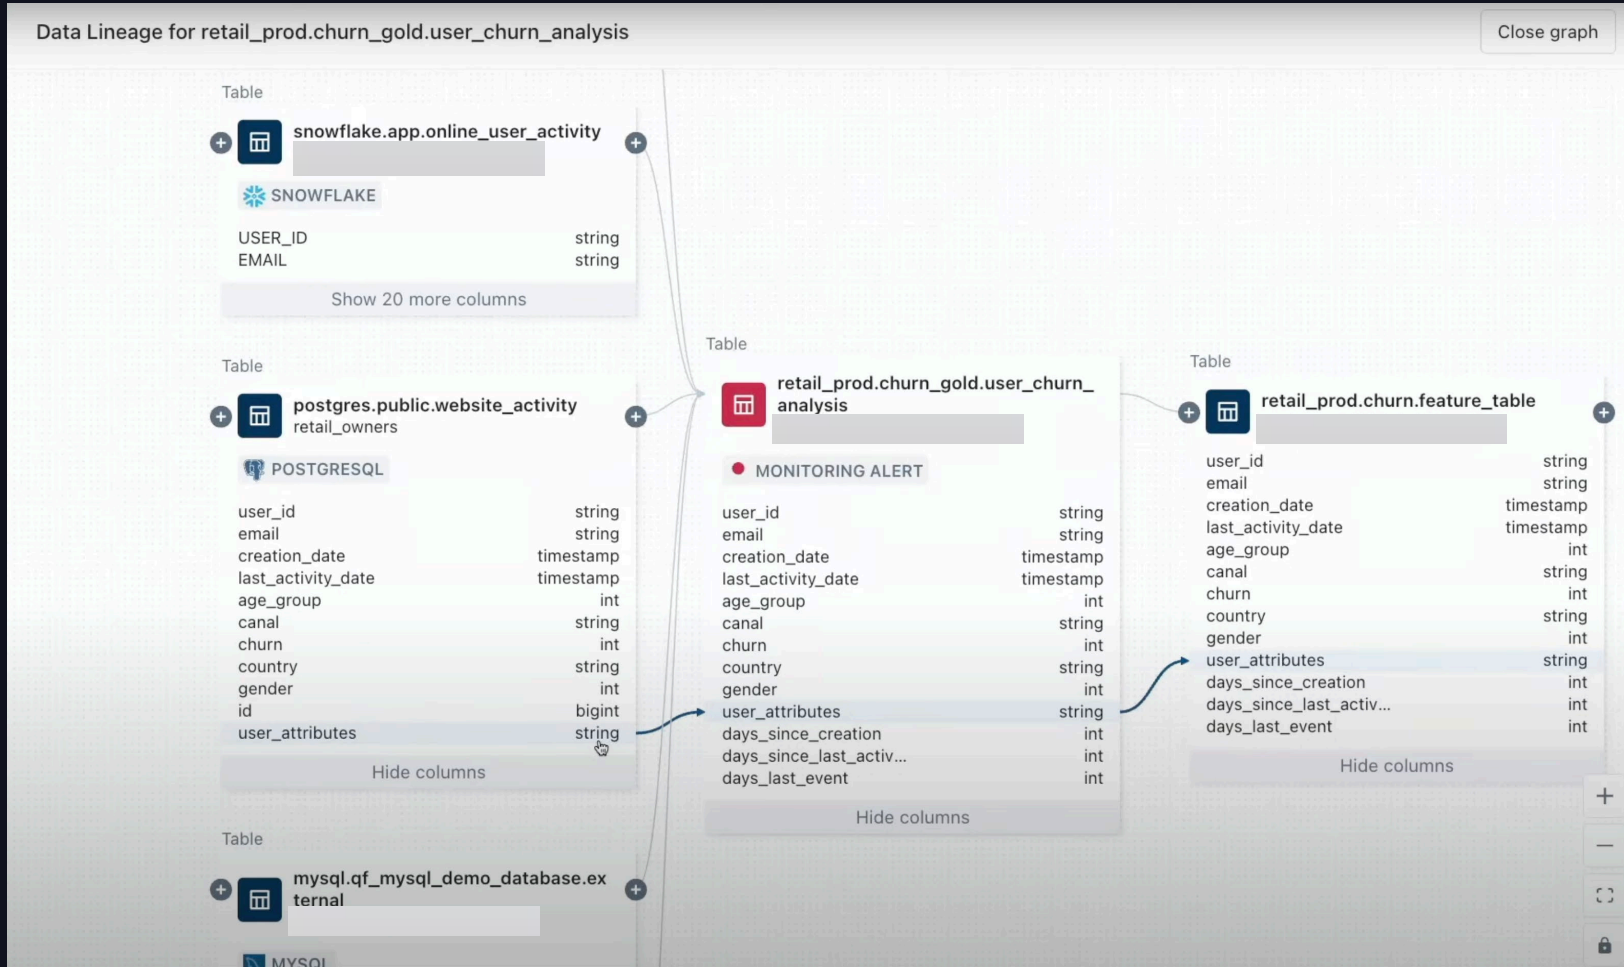 Data Lineage for retail_prod.churn_gold.user_churn_analysis
Close graph
Table
snowflake.app.online_user_activity
SNOWFLAKE
USER_ID string
EMAIL string
Show 20 more columns
Table
postgres.public.website_activity
retail_owners
POSTGRESQL
user_id string
email string
creation_date timestamp
last_activity_date timestamp
age_group int
canal string
churn int
country string
gender int
id bigint
user_attributes string
Hide columns
Table
mysql.qf_mysql_demo_database.ex
ternal
MYSQL
Table
retail_prod.churn_gold.user_churn_
analysis
MONITORING ALERT
user_id string
email string
creation_date timestamp
last_activity_date timestamp
age_group int
canal string
churn int
country string
gender int
user_attributes string
days_since_creation int
days_since_last_activ... int
days_last_event int
Hide columns
Table
retail_prod.churn.feature_table
user_id string
email string
creation_date timestamp
last_activity_date timestamp
age_group int
canal string
churn int
country string
gender int
user_attributes string
days_since_creation int
days_since_last_activ... int
days_last_event int
Hide columns